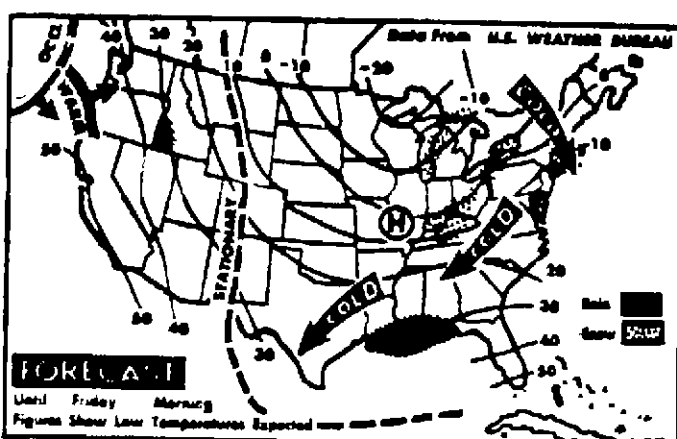 Data From U.S. WEATHER BUREAU
40 30 20 10 0 -10 -20
-10
COLD
10
50
STATIONARY
H
COLD
COLD
20
30
Rain
Snow
50 40 30
40
50
FORECAST
Until Friday Morning
Figures Show Low Temperatures Expected